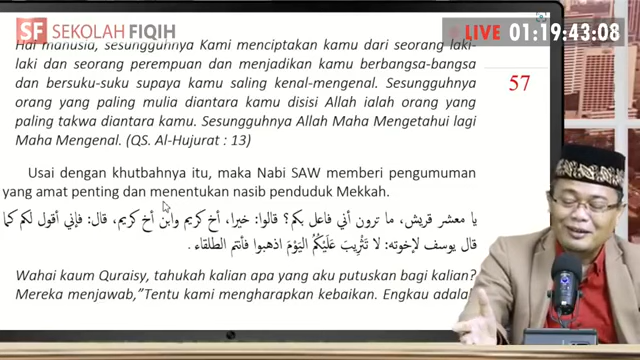 SF SEKOLAH FIQIH
LIVE 01:19:43:08
Hai manusia, sesungguhnya Kami menciptakan kamu dari seorang laki-
laki dan seorang perempuan dan menjadikan kamu berbangsa-bangsa
dan bersuku-suku supaya kamu saling kenal-mengenal. Sesungguhnya
orang yang paling mulia diantara kamu disisi Allah ialah orang yang
paling takwa diantara kamu. Sesungguhnya Allah Maha Mengetahui lagi
Maha Mengenal. (QS. Al-Hujurat : 13)
57
Usai dengan khutbahnya itu, maka Nabi SAW memberi pengumuman
yang amat penting dan menentukan nasib penduduk Mekkah.
يا معشر قريش، ما ترون أني فاعل بكم؟ قالوا: خيرا، أخ كريم وابن أخ كريم، قال: فإني أقول لكم كما
قال يوسف لإخوته: لا تَثْرِيبَ عَلَيْكُمُ اليَوْمَ اذهبوا فأنتم الطلقاء .
Wahai kaum Quraisy, tahukah kalian apa yang aku putuskan bagi kalian?
Mereka menjawab,"Tentu kami mengharapkan kebaikan. Engkau adalal